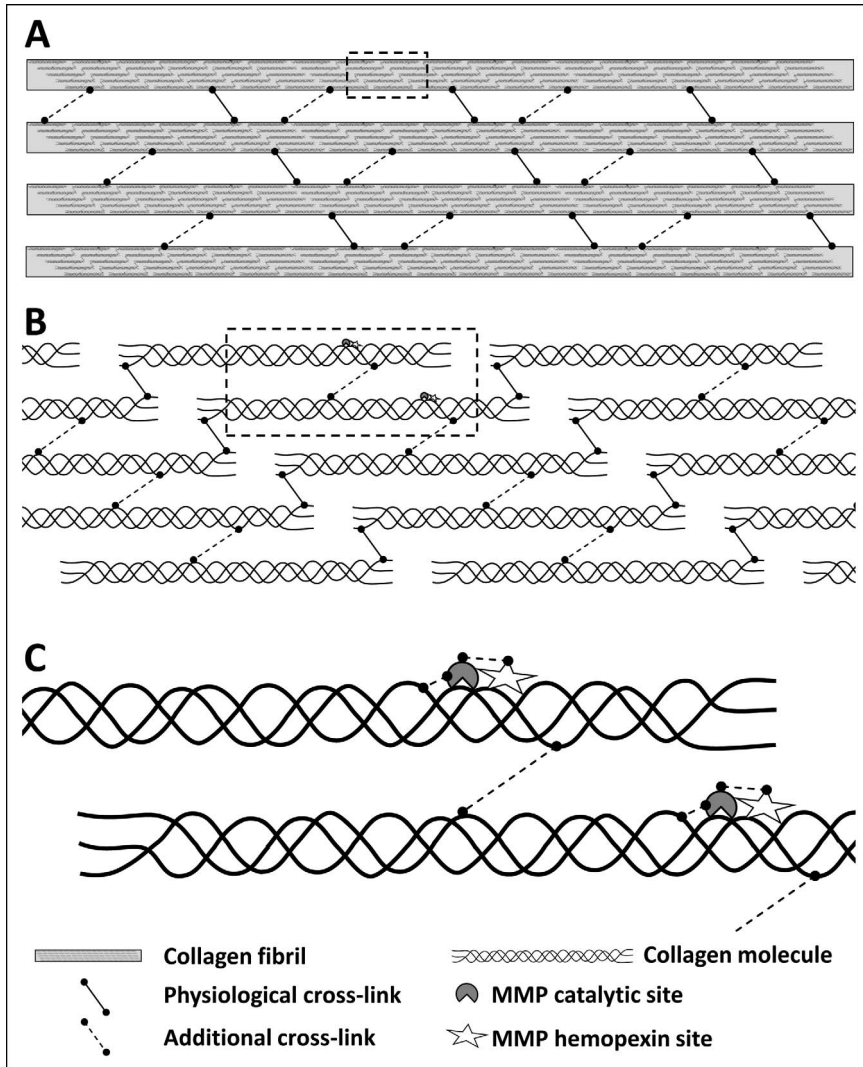 A
B
C
Collagen fibril
Collagen molecule
Physiological cross-link
MMP catalytic site
Additional cross-link
MMP hemopexin site